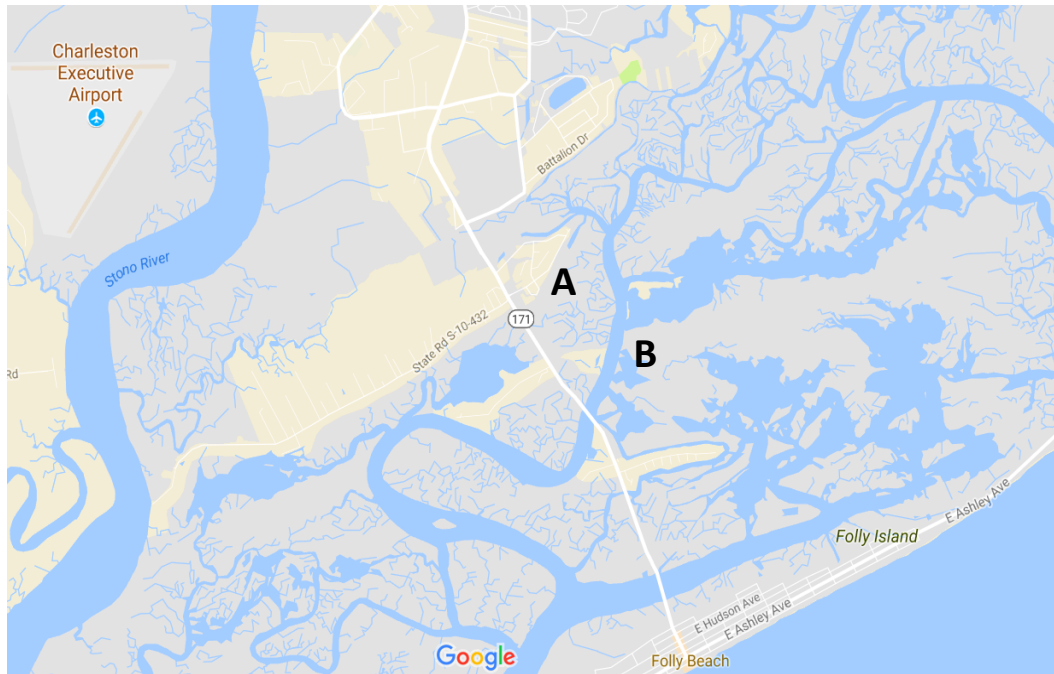 Charleston
Executive
Airport
Battalion Dr
Stono River
A
171
State Rd S-10-432
B
Rd
E Ashley Ave
Folly Island
E Hudson Ave
E Ashley Ave
Google
Folly Beach